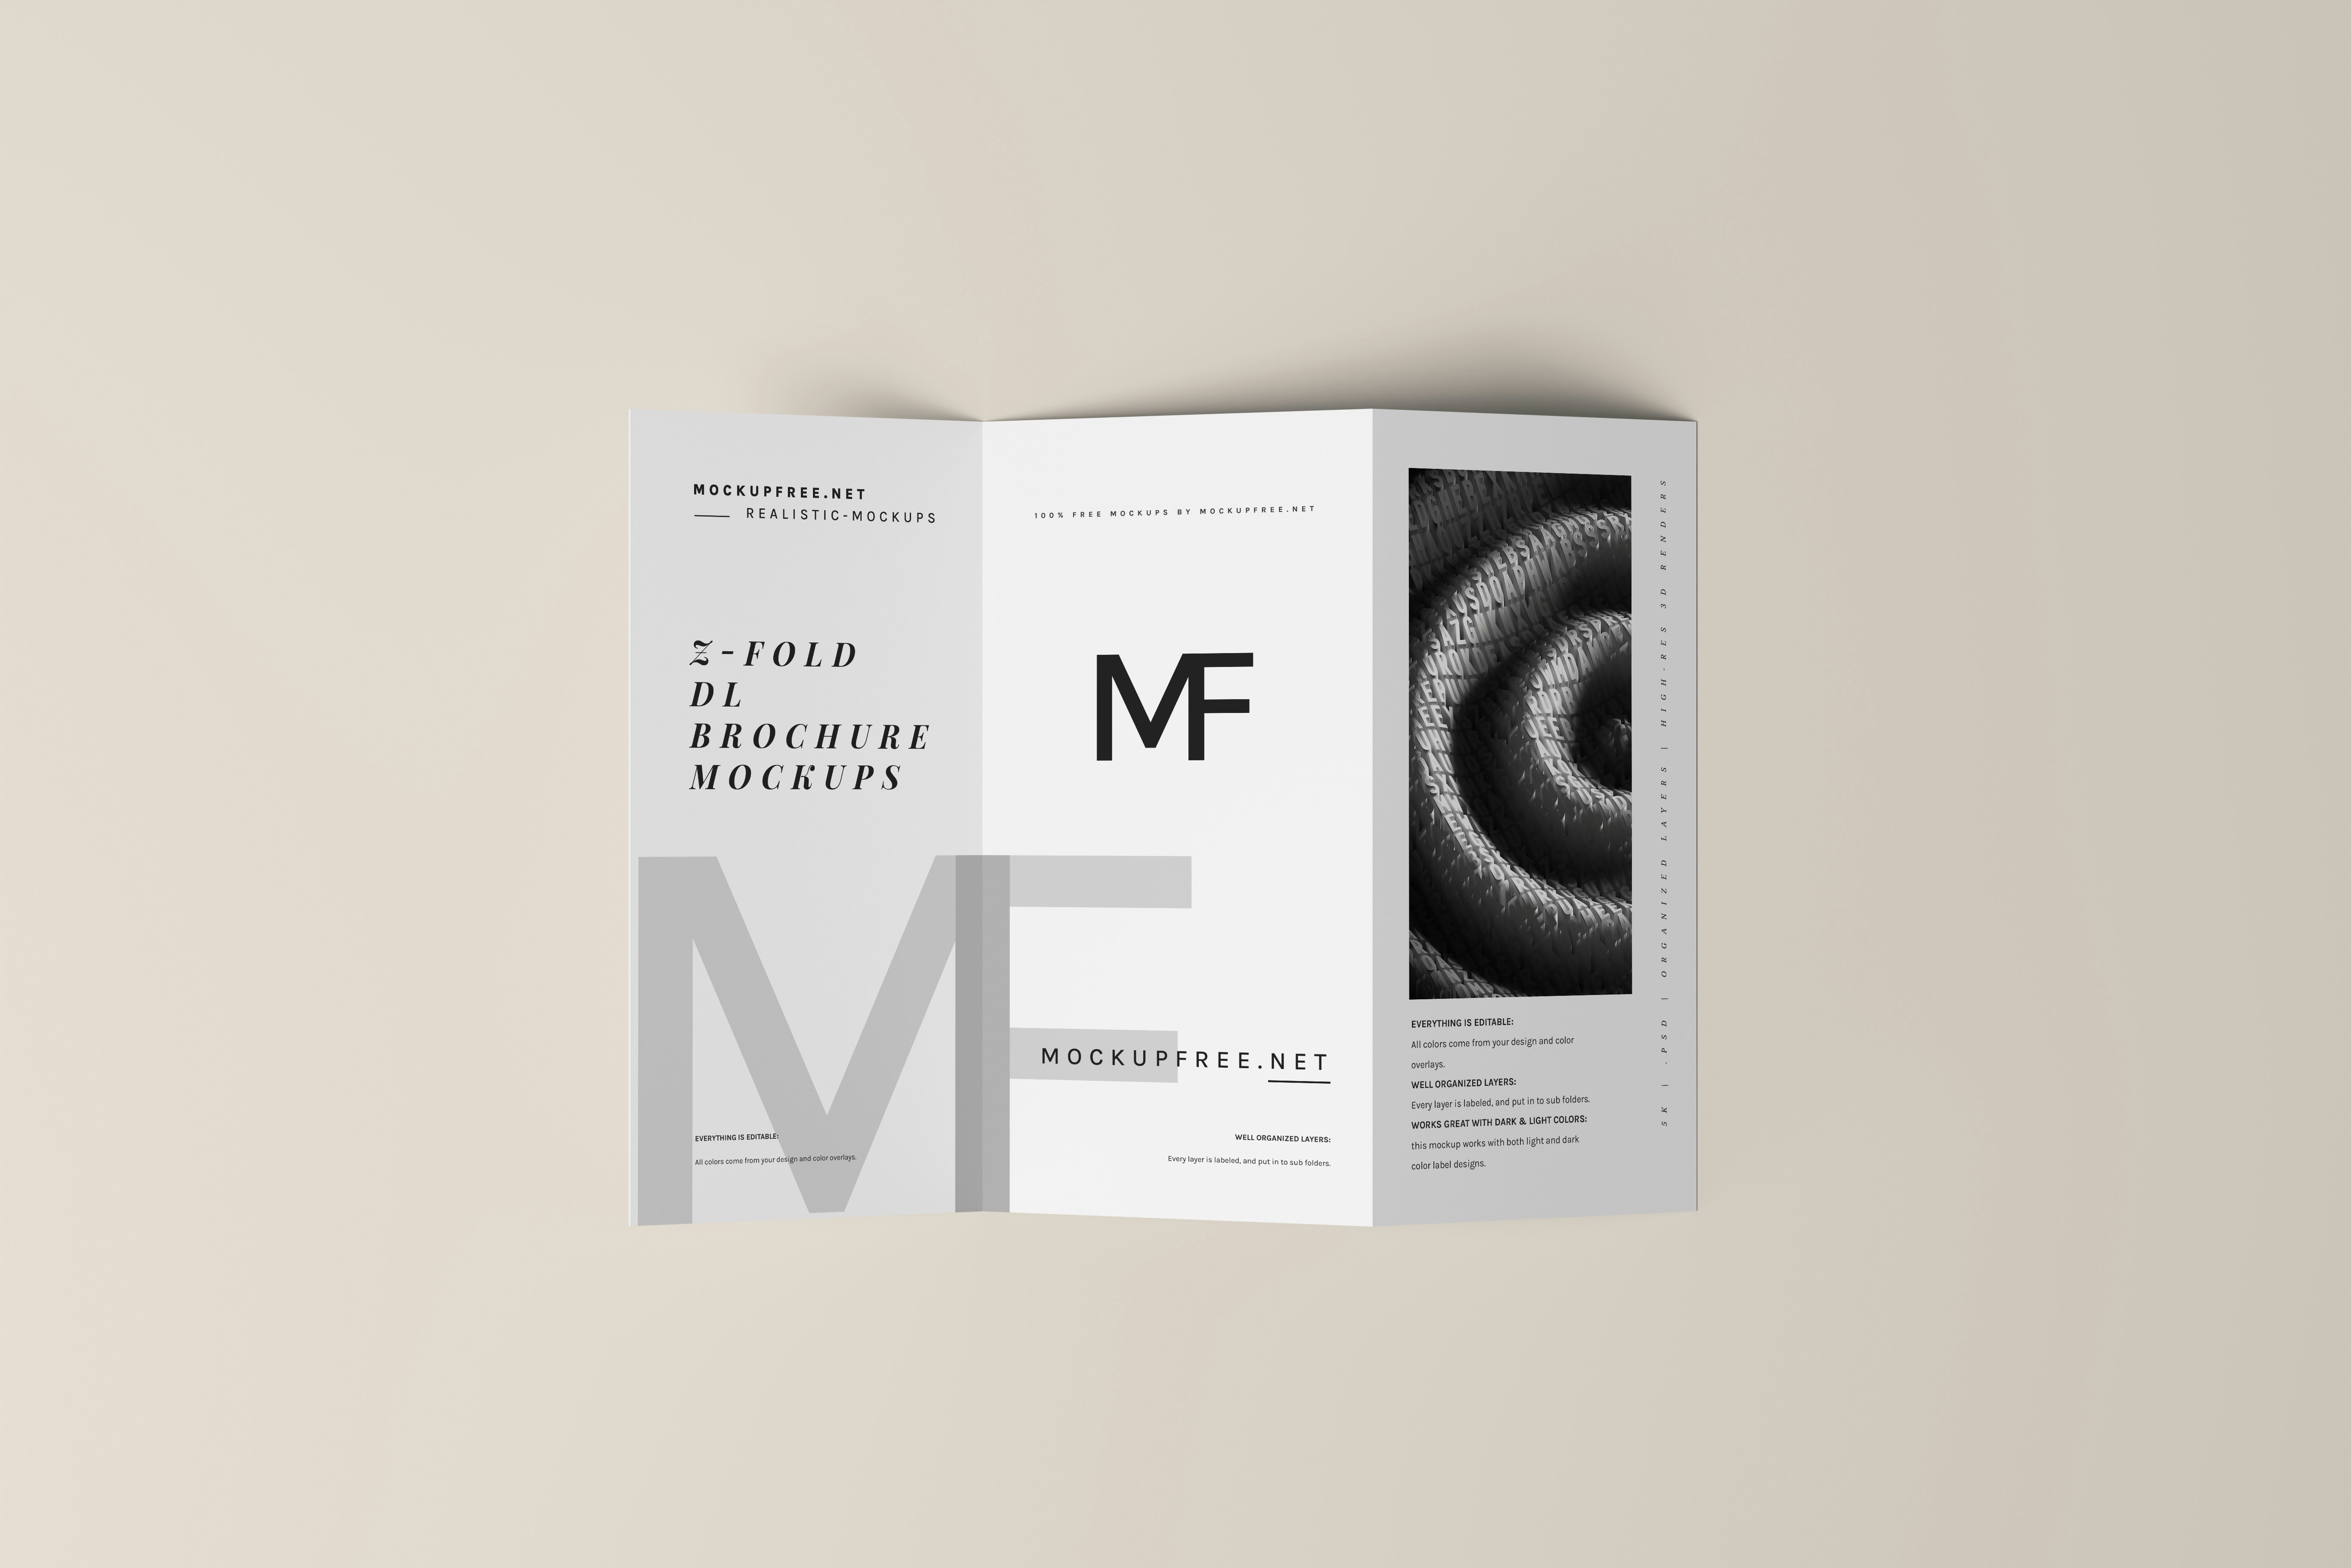 MOCKUPFREE.NET
REALISTIC-MOCKUPS
Z-FOLD
DL
BROCHURE
MOCKUPS
EVERYTHING IS EDITABLE:
All colors come from your design and color overlays.
100% FREE MOCKUPS BY MOCKUPFREE.NET
MF
MF
MOCKUPFREE.NET
WELL ORGANIZED LAYERS:
Every layer is labeled, and put in to sub folders.
EVERYTHING IS EDITABLE:
All colors come from your design and color
overlays.
WELL ORGANIZED LAYERS:
Every layer is labeled, and put in to sub folders.
WORKS GREAT WITH DARK & LIGHT COLORS:
this mockup works with both light and dark
color label designs.
5K | .PSD | ORGANIZED LAYERS | HIGH-RES 3D RENDERS